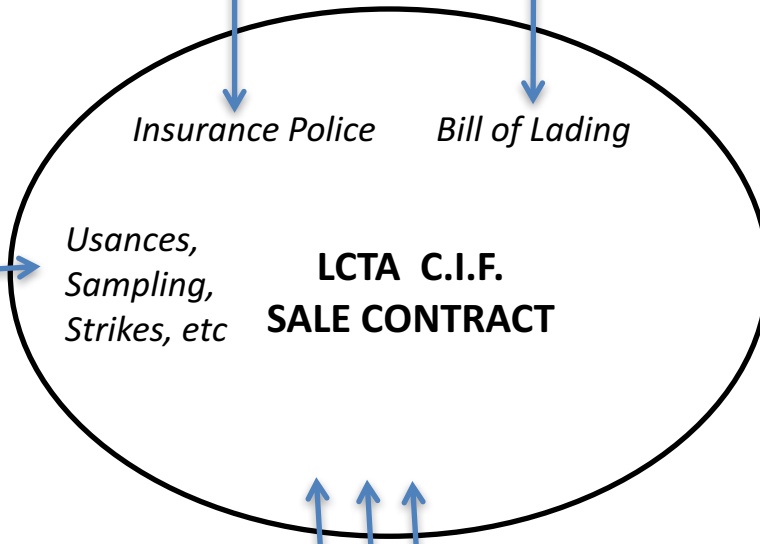 Insurance Police Bill of Lading
Usances,
Sampling,
Strikes, etc
LCTA C.I.F.
SALE CONTRACT